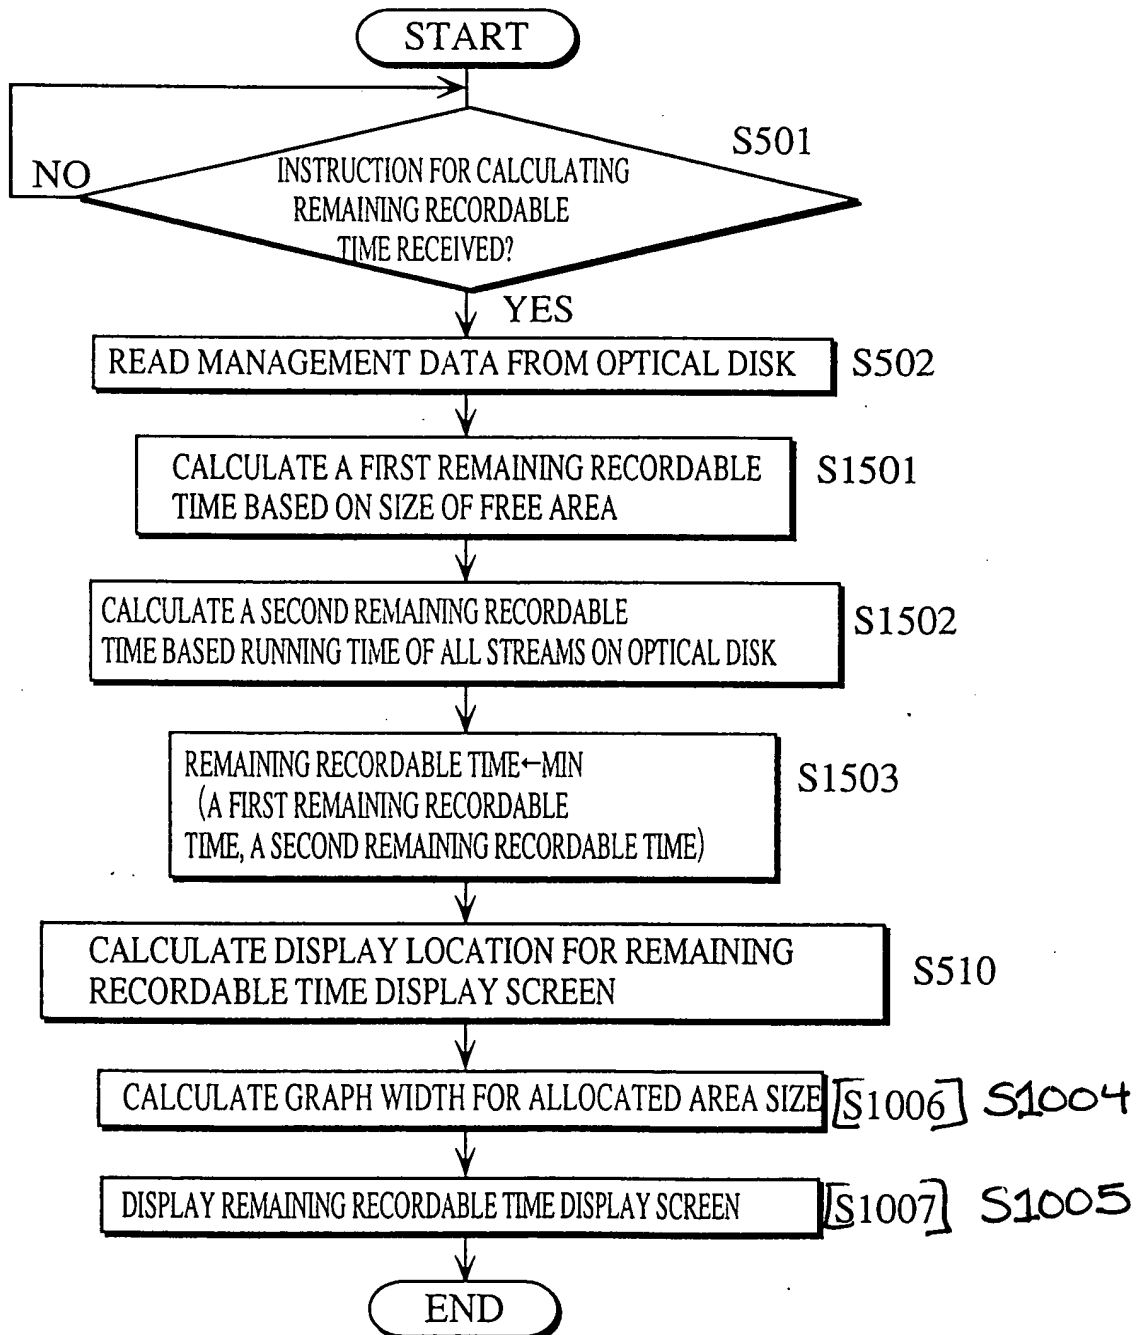 START
S501
NO
INSTRUCTION FOR CALCULATING
REMAINING RECORDABLE
TIME RECEIVED?
YES
READ MANAGEMENT DATA FROM OPTICAL DISK S502
CALCULATE A FIRST REMAINING RECORDABLE
TIME BASED ON SIZE OF FREE AREA
S1501
CALCULATE A SECOND REMAINING RECORDABLE
TIME BASED RUNNING TIME OF ALL STREAMS ON OPTICAL DISK
S1502
REMAINING RECORDABLE TIME←MIN
(A FIRST REMAINING RECORDABLE
TIME, A SECOND REMAINING RECORDABLE TIME)
S1503
CALCULATE DISPLAY LOCATION FOR REMAINING
RECORDABLE TIME DISPLAY SCREEN
S510
CALCULATE GRAPH WIDTH FOR ALLOCATED AREA SIZE [S1006] S1004
DISPLAY REMAINING RECORDABLE TIME DISPLAY SCREEN [S1007] S1005
END